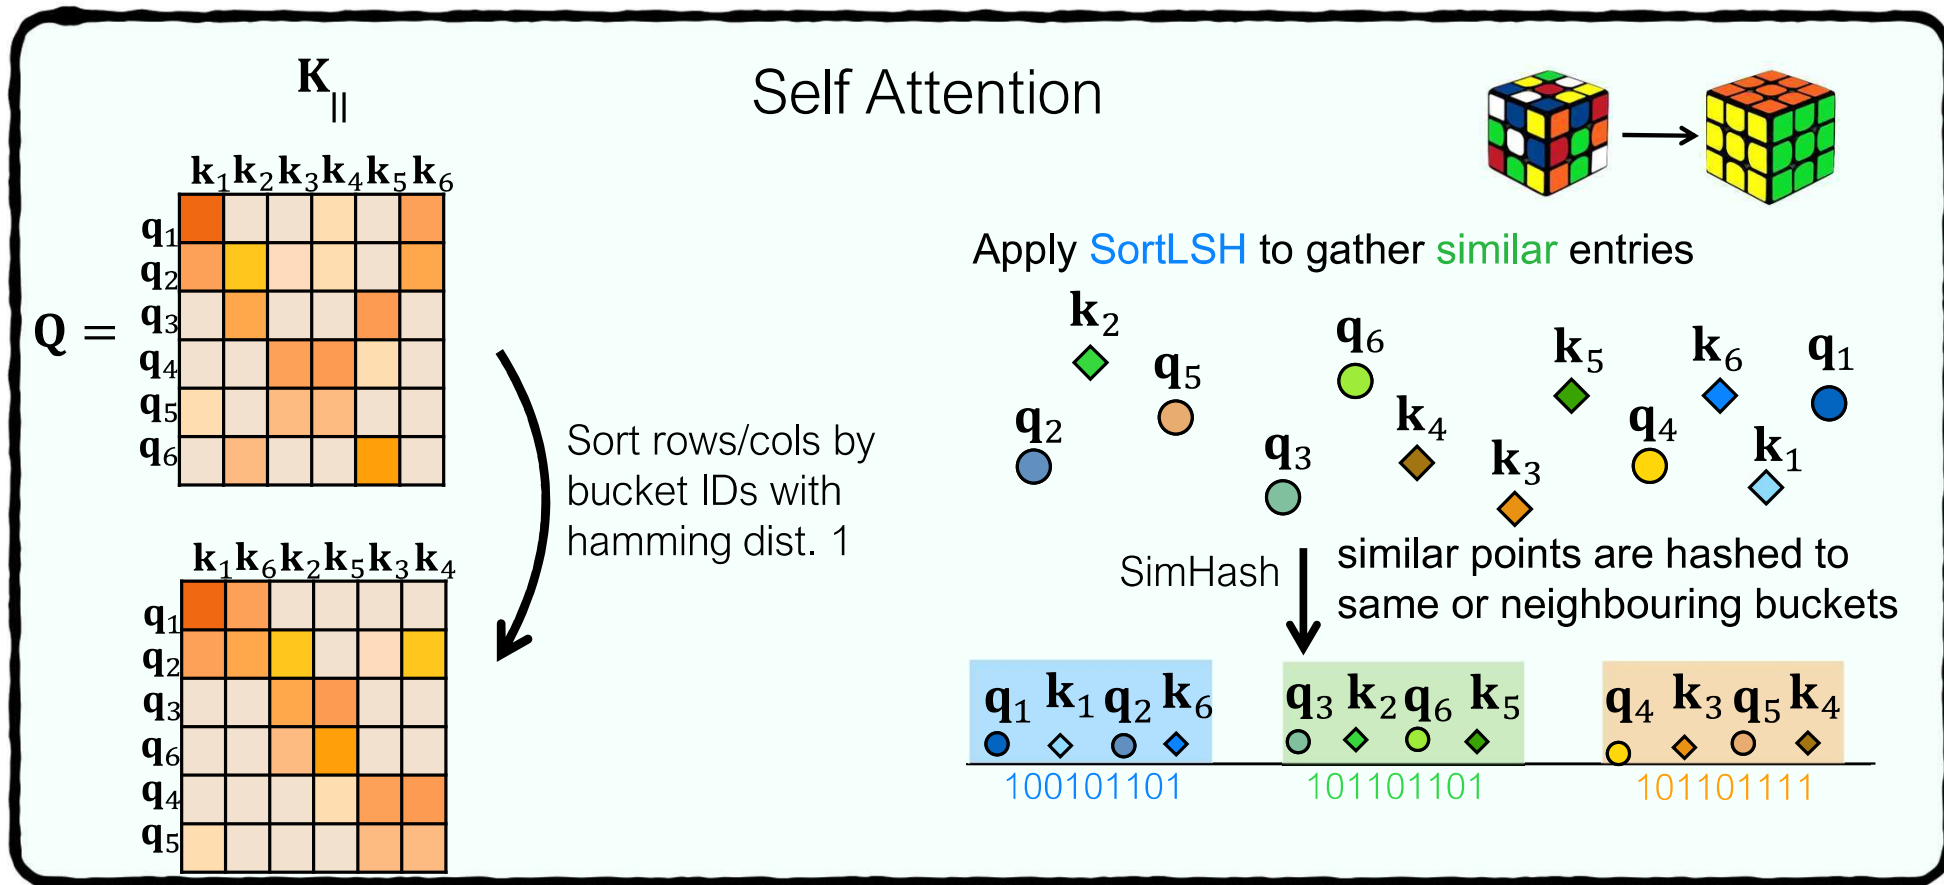 Self Attention
K||
k1 k2 k3 k4 k5 k6
Q =
q1
q2
q3
q4
q5
q6
Sort rows/cols by
bucket IDs with
hamming dist. 1
k1 k6 k2 k5 k3 k4
q1
q2
q3
q6
q4
q5
Apply SortLSH to gather similar entries
k2
q5
q2
q6
q3
k4
k3
k5
q4
k6
k1
q1
SimHash
similar points are hashed to
same or neighbouring buckets
q1 k1 q2 k6
q3 k2 q6 k5
q4 k3 q5 k4
100101101
101101101
101101111